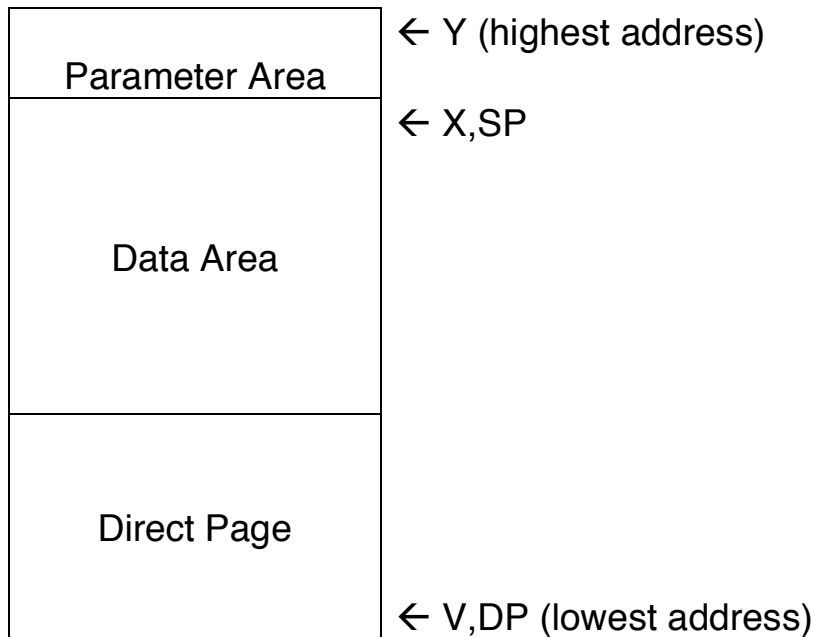 ← Y (highest address)
Parameter Area
← X,SP
Data Area
Direct Page
← V,DP (lowest address)